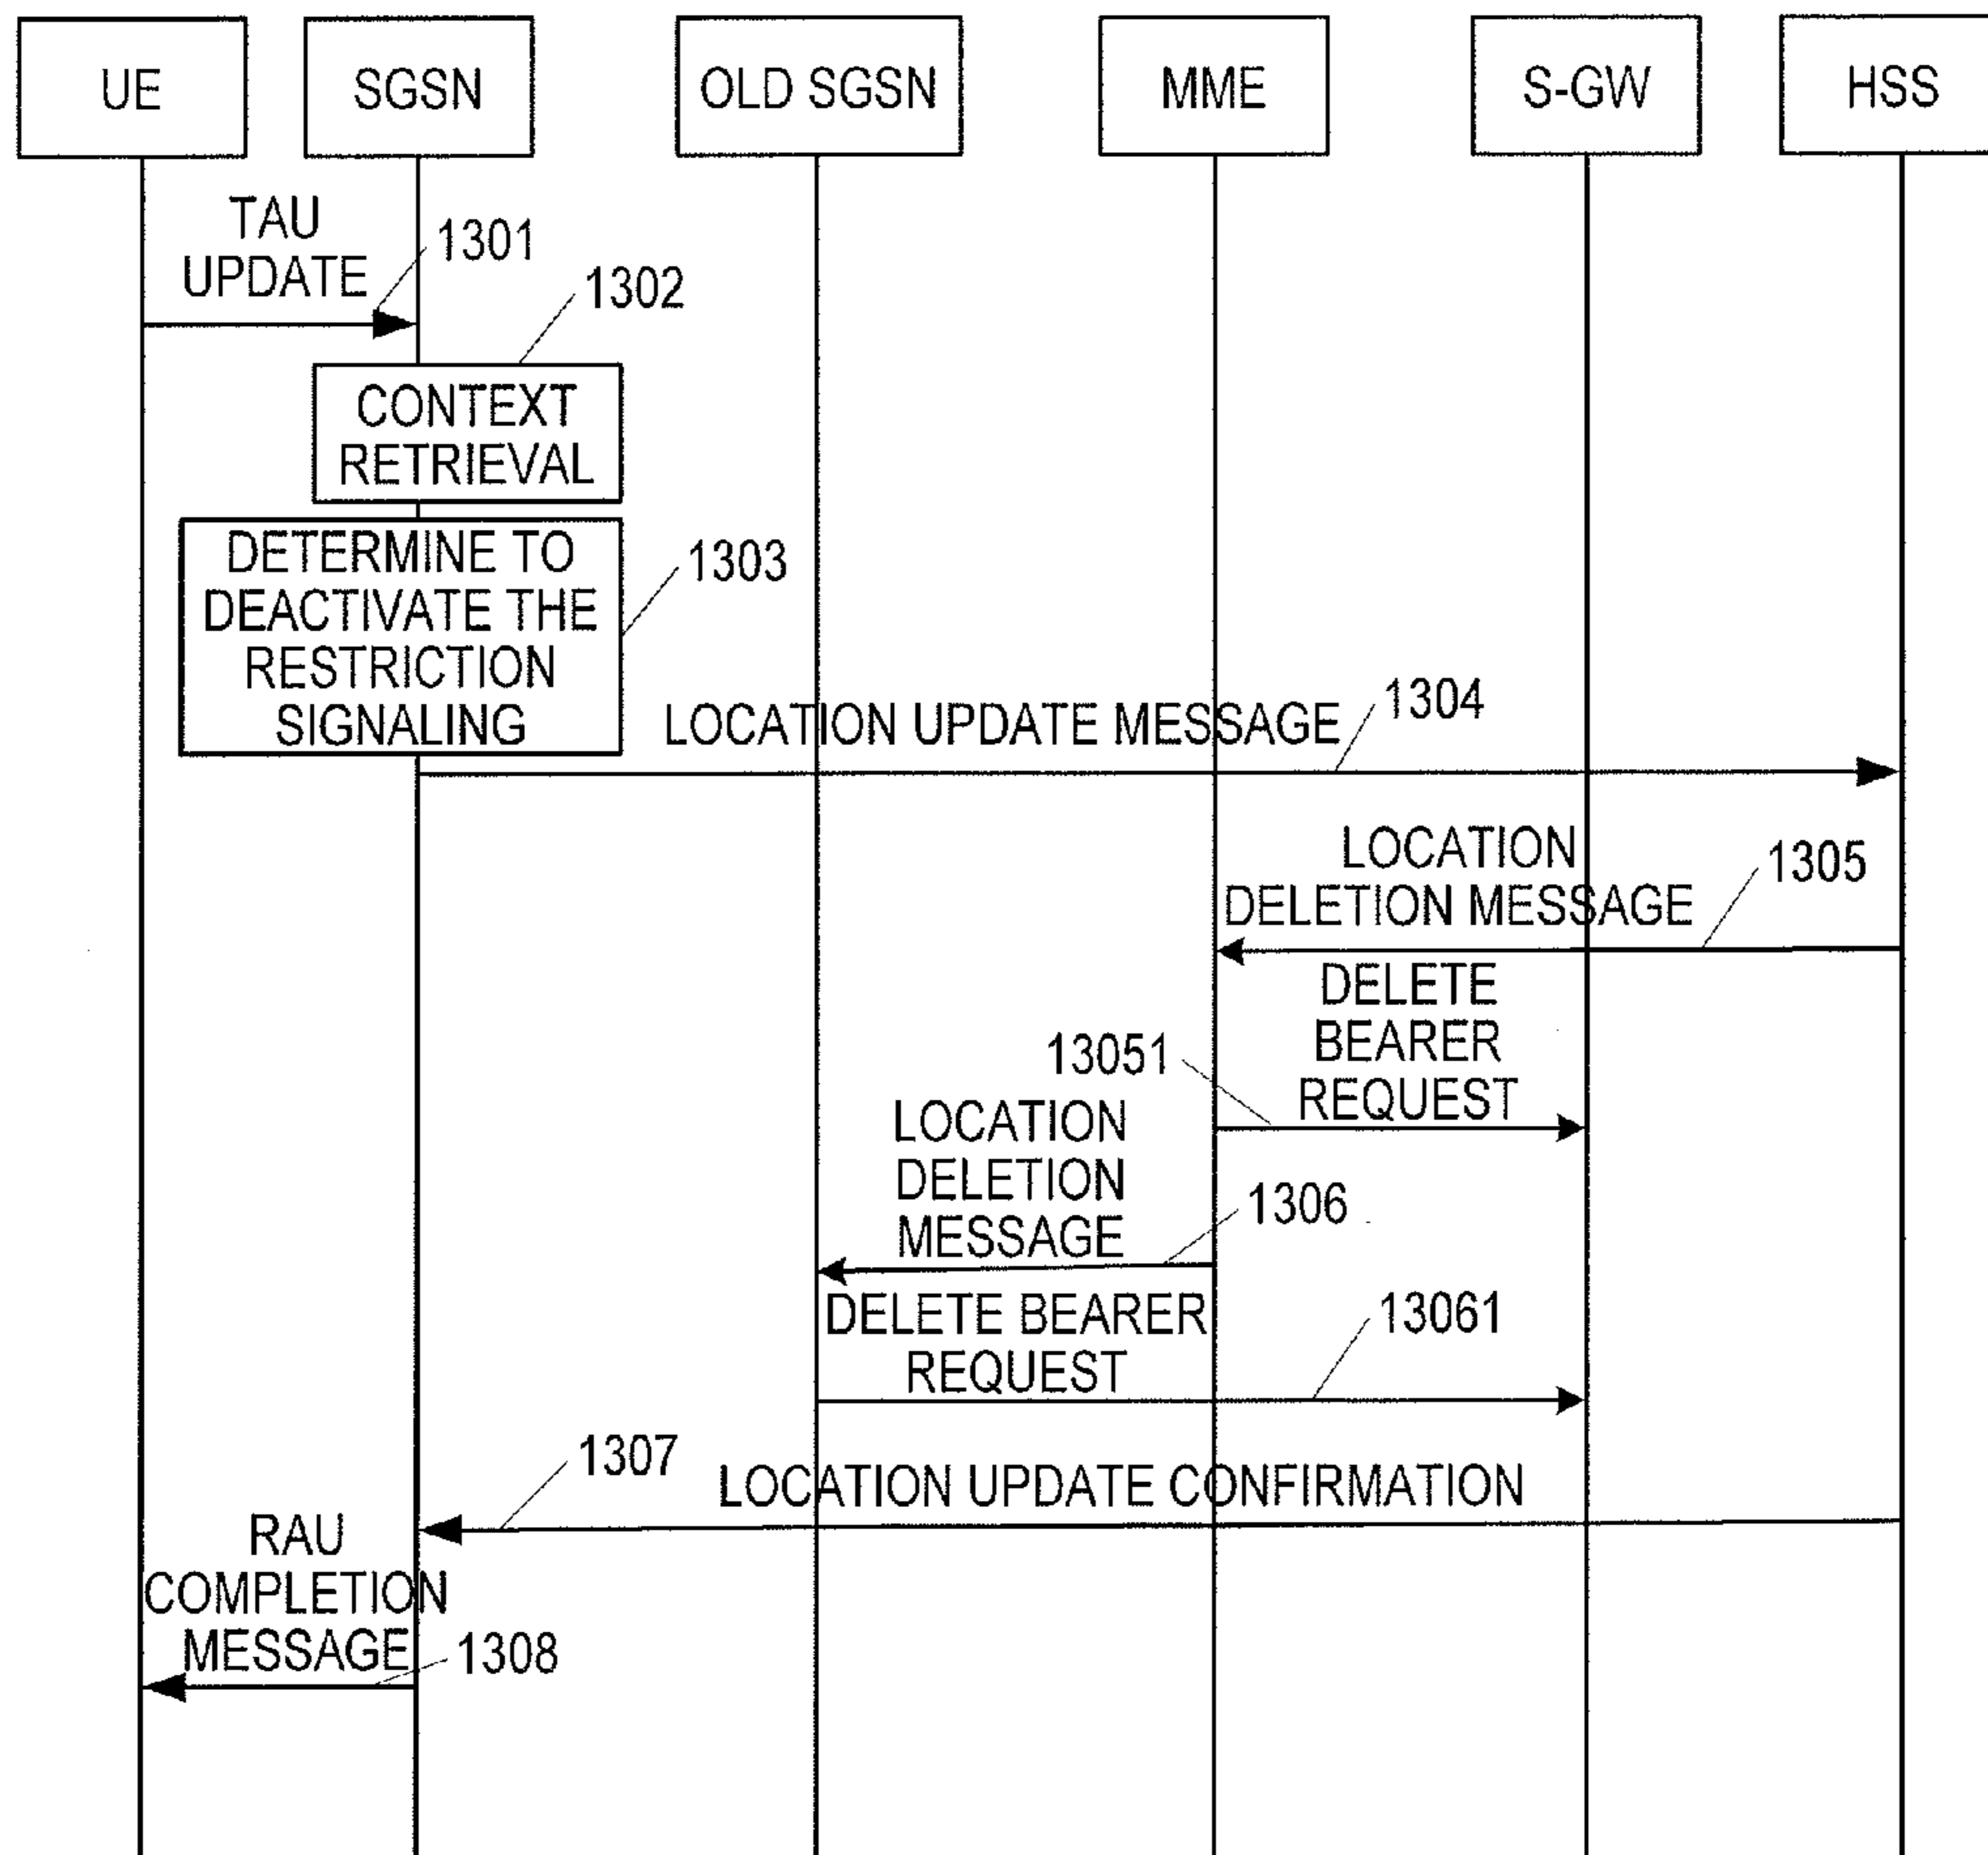 UE
SGSN
OLD SGSN
MME
S-GW
HSS
TAU
UPDATE
1301
1302
CONTEXT
RETRIEVAL
DETERMINE TO
DEACTIVATE THE
RESTRICTION
SIGNALING
1303
LOCATION UPDATE MESSAGE
1304
LOCATION
DELETION MESSAGE
1305
DELETE
BEARER
REQUEST
13051
LOCATION
DELETION
MESSAGE
1306
DELETE BEARER
REQUEST
13061
1307
LOCATION UPDATE CONFIRMATION
RAU
COMPLETION
MESSAGE
1308